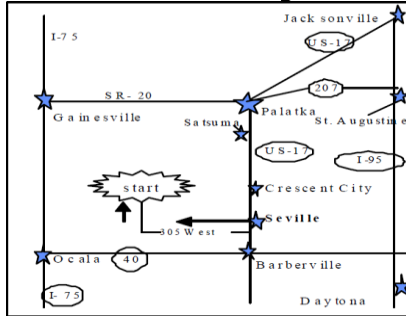 Jacksonville
I-75
US-17
207
SR- 20
Palatka
Gainesville
Satsuma
St. Augustine
US-17
I-95
start
Crescent City
Seville
305 West
Ocala
40
Barberville
I- 75
Daytona